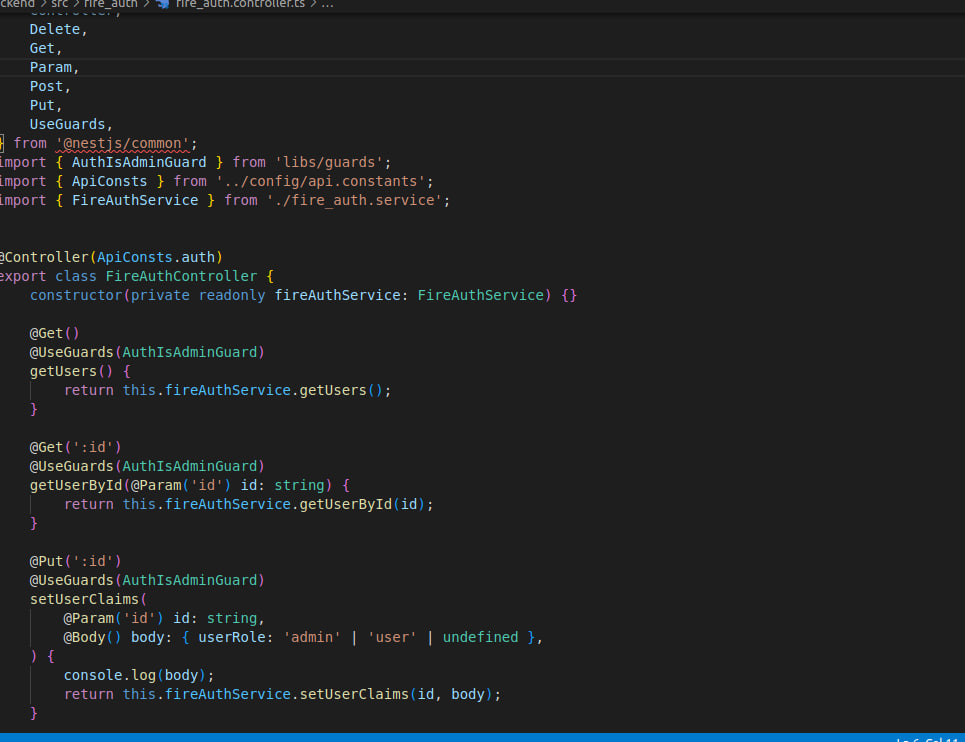 ckend > src > fire_auth > fire_auth.controller.ts > ...
Controller,
Delete,
Get,
Param,
Post,
Put,
UseGuards,
} from '@nestjs/common';
import { AuthIsAdminGuard } from 'libs/guards';
import { ApiConsts } from '../config/api.constants';
import { FireAuthService } from './fire_auth.service';
@Controller(ApiConsts.auth)
export class FireAuthController {
constructor(private readonly fireAuthService: FireAuthService) {}
@Get()
@UseGuards(AuthIsAdminGuard)
getUsers() {
return this.fireAuthService.getUsers();
}
@Get(':id')
@UseGuards(AuthIsAdminGuard)
getUserById(@Param('id') id: string) {
return this.fireAuthService.getUserById(id);
}
@Put(':id')
@UseGuards(AuthIsAdminGuard)
setUserClaims(
@Param('id') id: string,
@Body() body: { userRole: 'admin' | 'user' | undefined },
) {
console.log(body);
return this.fireAuthService.setUserClaims(id, body);
}
Ln 6, Col 11